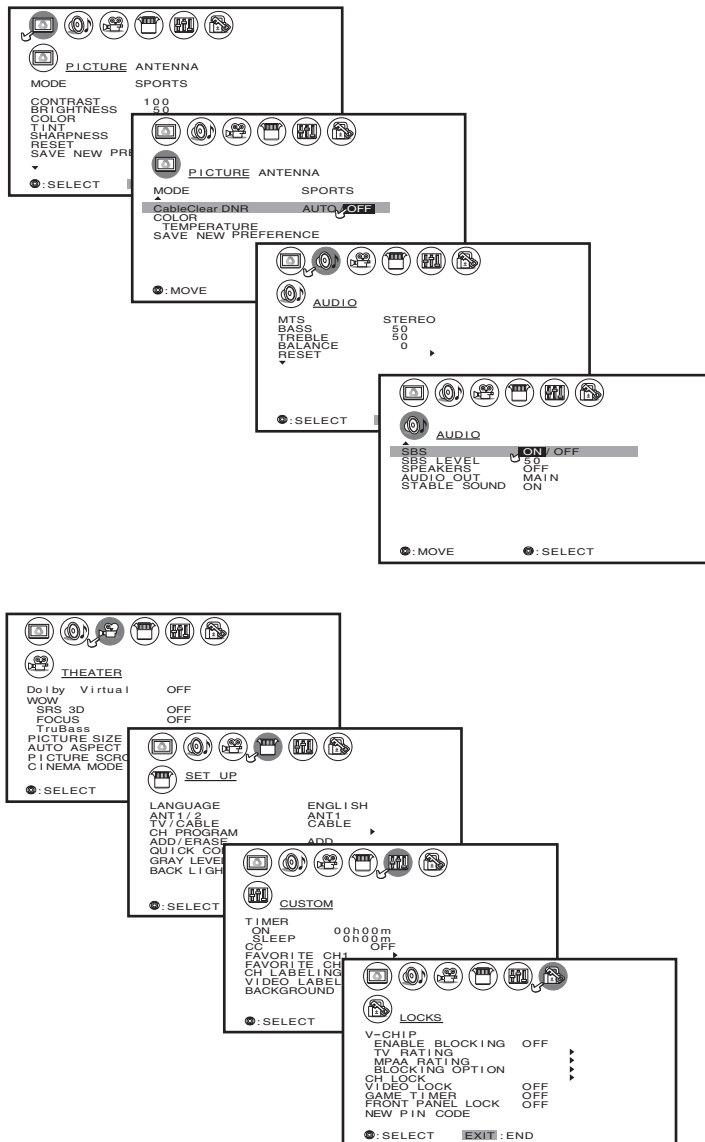 PICTURE ANTENNA
MODE SPORTS
CONTRAST 100
BRIGHTNESS 50
COLOR
TINT
SHARPNESS
RESET
SAVE NEW PRE
:SELECT
PICTURE ANTENNA
MODE SPORTS
CableClear DNR AUTO/OFF
COLOR
TEMPERATURE
SAVE NEW PREFERENCE
:MOVE
AUDIO
MTS STEREO
BASS 50
TREBLE 50
BALANCE 0
RESET
:SELECT
AUDIO
SBS ON/OFF
SBS LEVEL 50
SPEAKERS OFF
AUDIO OUT MAIN
STABLE SOUND ON
:MOVE :SELECT
THEATER
Dolby Virtual OFF
WOW
SRS 3D OFF
FOCUS OFF
TruBass
PICTURE SIZE
AUTO ASPECT
PICTURE SCRO
CINEMA MODE
:SELECT
SET UP
LANGUAGE ENGLISH
ANT1/2 ANT1
TV/CABLE CABLE
CH PROGRAM
ADD/ERASE ADD
QUICK CO
GRAY LEVE
BACK LIGH
:SELECT
CUSTOM
TIMER
ON 00h00m
SLEEP 0h00m
CC OFF
FAVORITE CH1
FAVORITE CH
CH LABELING
VIDEO LABEL
BACKGROUND
:SELECT
LOCKS
V-CHIP
ENABLE BLOCKING OFF
TV RATING
MPAA RATING
BLOCKING OPTION
CH LOCK
VIDEO LOCK OFF
GAME TIMER OFF
FRONT PANEL LOCK OFF
NEW PIN CODE
:SELECT EXIT:END